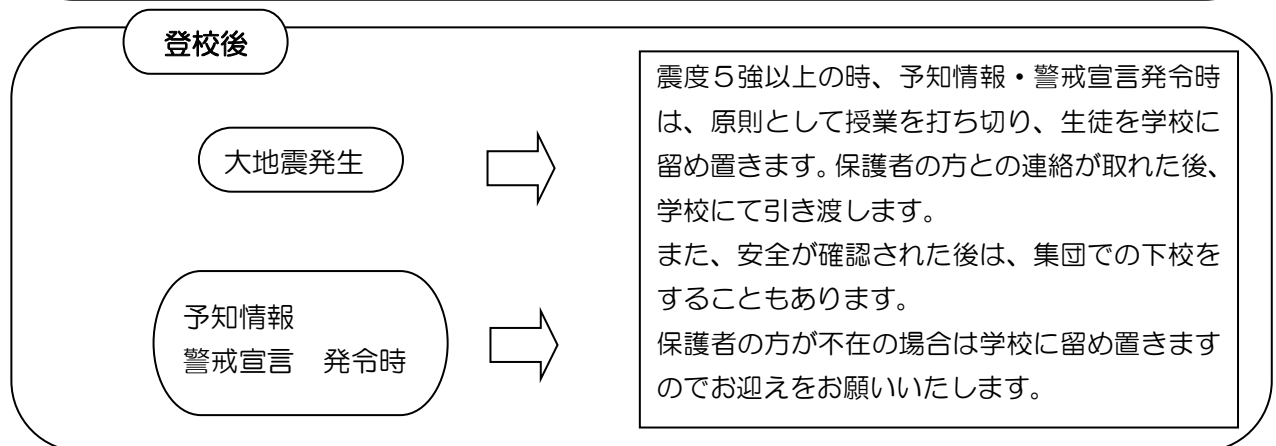 登校後
大地震発生
予知情報
警戒宣言　発令時
震度５強以上の時、予知情報・警戒宣言発令時
は、原則として授業を打ち切り、生徒を学校に
留め置きます。保護者の方との連絡が取れた後、
学校にて引き渡します。
また、安全が確認された後は、集団での下校を
することもあります。
保護者の方が不在の場合は学校に留め置きます
のでお迎えをお願いいたします。